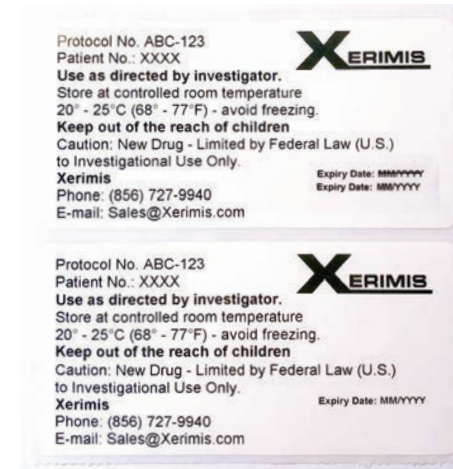 Protocol No. ABC-123
XERIMIS
Patient No.: XXXX
Use as directed by investigator.
Store at controlled room temperature
20° - 25°C (68° - 77°F) - avoid freezing.
Keep out of the reach of children
Caution: New Drug - Limited by Federal Law (U.S.)
to Investigational Use Only.
Xerimis
Expiry Date: MM/YYYY
Expiry Date: MM/YYYY
Phone: (856) 727-9940
E-mail: Sales@Xerimis.com
Protocol No. ABC-123
XERIMIS
Patient No.: XXXX
Use as directed by investigator.
Store at controlled room temperature
20° - 25°C (68° - 77°F) - avoid freezing.
Keep out of the reach of children
Caution: New Drug - Limited by Federal Law (U.S.)
to Investigational Use Only.
Xerimis
Expiry Date: MM/YYYY
Phone: (856) 727-9940
E-mail: Sales@Xerimis.com